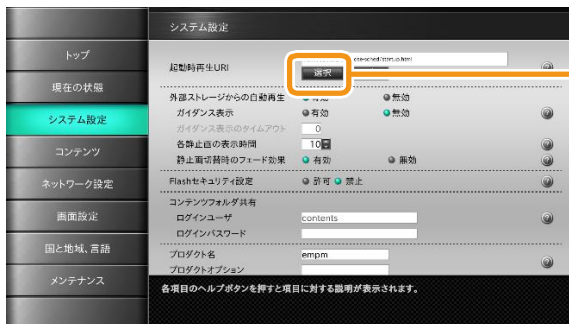 システム設定
トップ
現在の状態
システム設定
コンテンツ
ネットワーク設定
画面設定
国と地域、言語
メンテナンス
起動時再生URI
選択
外部ストレージからの自動再生 有効 無効
ガイダンス表示 有効 無効
ガイダンス表示のタイムアウト 0
各静止画の表示時間 10
静止画切替時のフェード効果 有効 無効
Flashセキュリティ設定 許可 禁止
コンテンツフォルダ共有
ログインユーザ contents
ログインパスワード
プロダクト名 empm
プロダクトオプション
各項目のヘルプボタンを押すと項目に対する説明が表示されます。